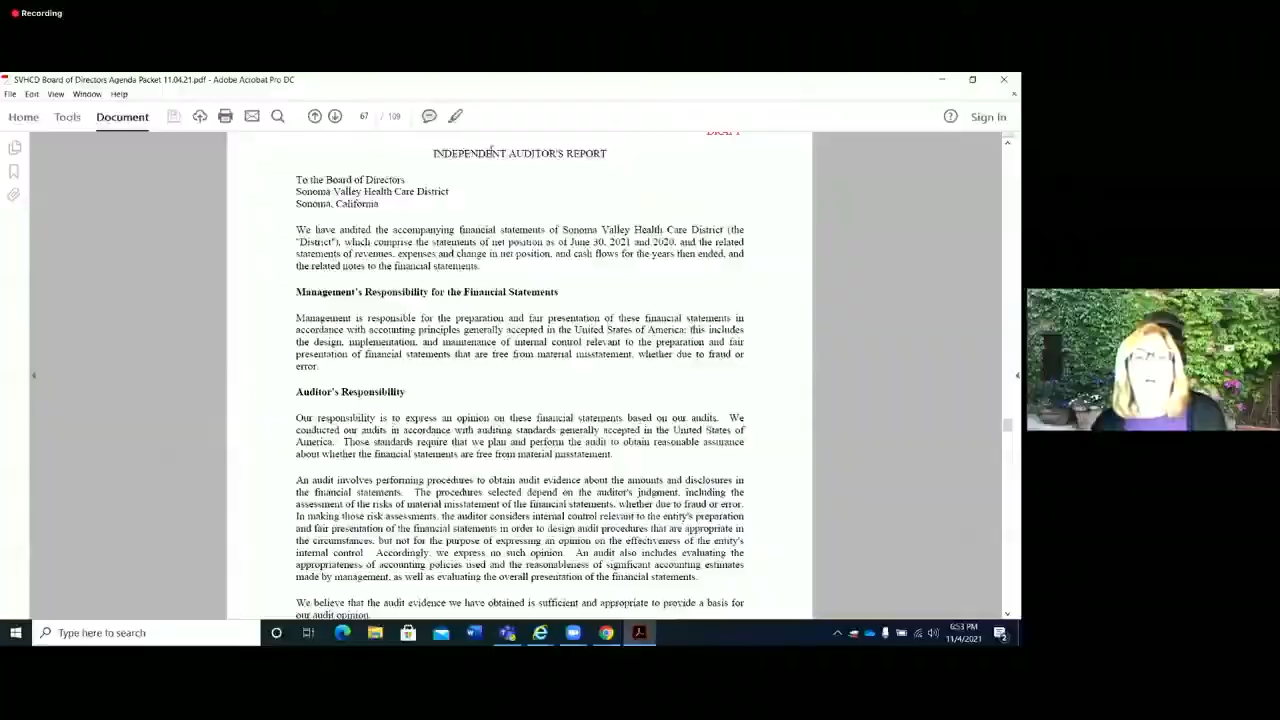 Recording
SVHCD Board of Directors Agenda Packet 11.04.21.pdf - Adobe Acrobat Pro DC
File Edit View Window Help
Home Tools Document 67 / 109 Sign In
DRAFT
INDEPENDENT AUDITOR'S REPORT
To the Board of Directors
Sonoma Valley Health Care District
Sonoma, California
We have audited the accompanying financial statements of Sonoma Valley Health Care District (the
"District"), which comprise the statements of net position as of June 30, 2021 and 2020, and the related
statements of revenues, expenses and change in net position, and cash flows for the years then ended, and
the related notes to the financial statements.
Management's Responsibility for the Financial Statements
Management is responsible for the preparation and fair presentation of these financial statements in
accordance with accounting principles generally accepted in the United States of America; this includes
the design, implementation, and maintenance of internal control relevant to the preparation and fair
presentation of financial statements that are free from material misstatement, whether due to fraud or
error.
Auditor's Responsibility
Our responsibility is to express an opinion on these financial statements based on our audits. We
conducted our audits in accordance with auditing standards generally accepted in the United States of
America. Those standards require that we plan and perform the audit to obtain reasonable assurance
about whether the financial statements are free from material misstatement.
An audit involves performing procedures to obtain audit evidence about the amounts and disclosures in
the financial statements. The procedures selected depend on the auditor's judgment, including the
assessment of the risks of material misstatement of the financial statements, whether due to fraud or error.
In making those risk assessments, the auditor considers internal control relevant to the entity's preparation
and fair presentation of the financial statements in order to design audit procedures that are appropriate in
the circumstances, but not for the purpose of expressing an opinion on the effectiveness of the entity's
internal control. Accordingly, we express no such opinion. An audit also includes evaluating the
appropriateness of accounting policies used and the reasonableness of significant accounting estimates
made by management, as well as evaluating the overall presentation of the financial statements.
We believe that the audit evidence we have obtained is sufficient and appropriate to provide a basis for
our audit opinion.
Type here to search
6:53 PM
11/4/2021